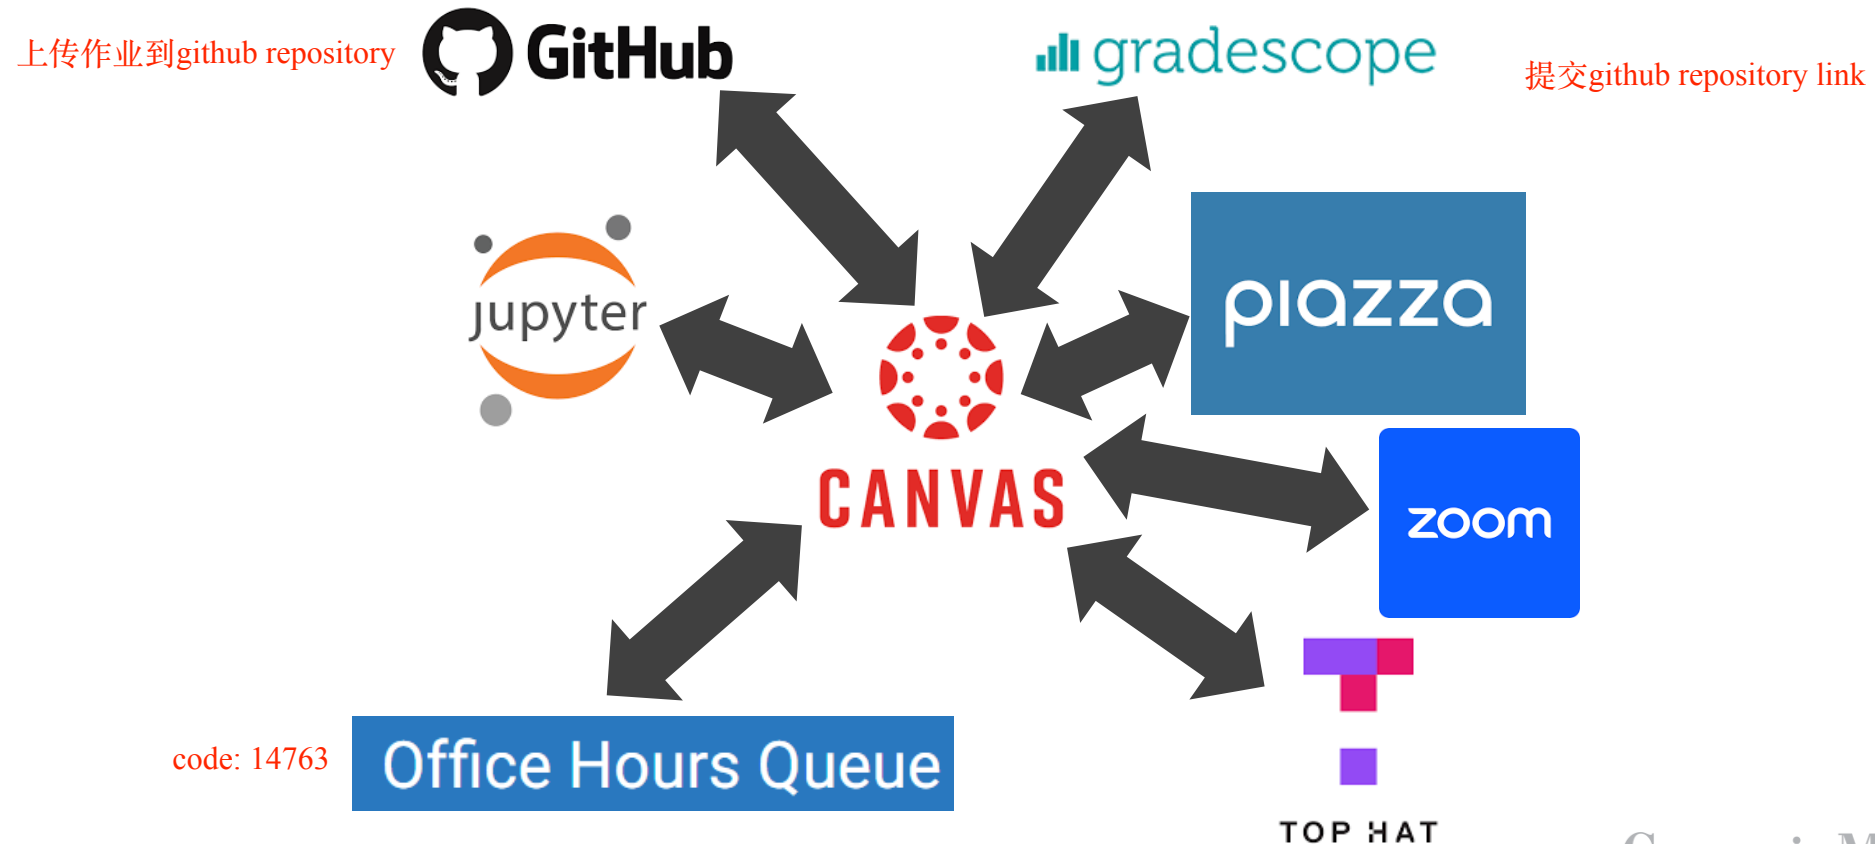 上传作业到github repository
GitHub
gradescope
提交github repository link
jupyter
piazza
CANVAS
zoom
code: 14763
Office Hours Queue
TOP HAT